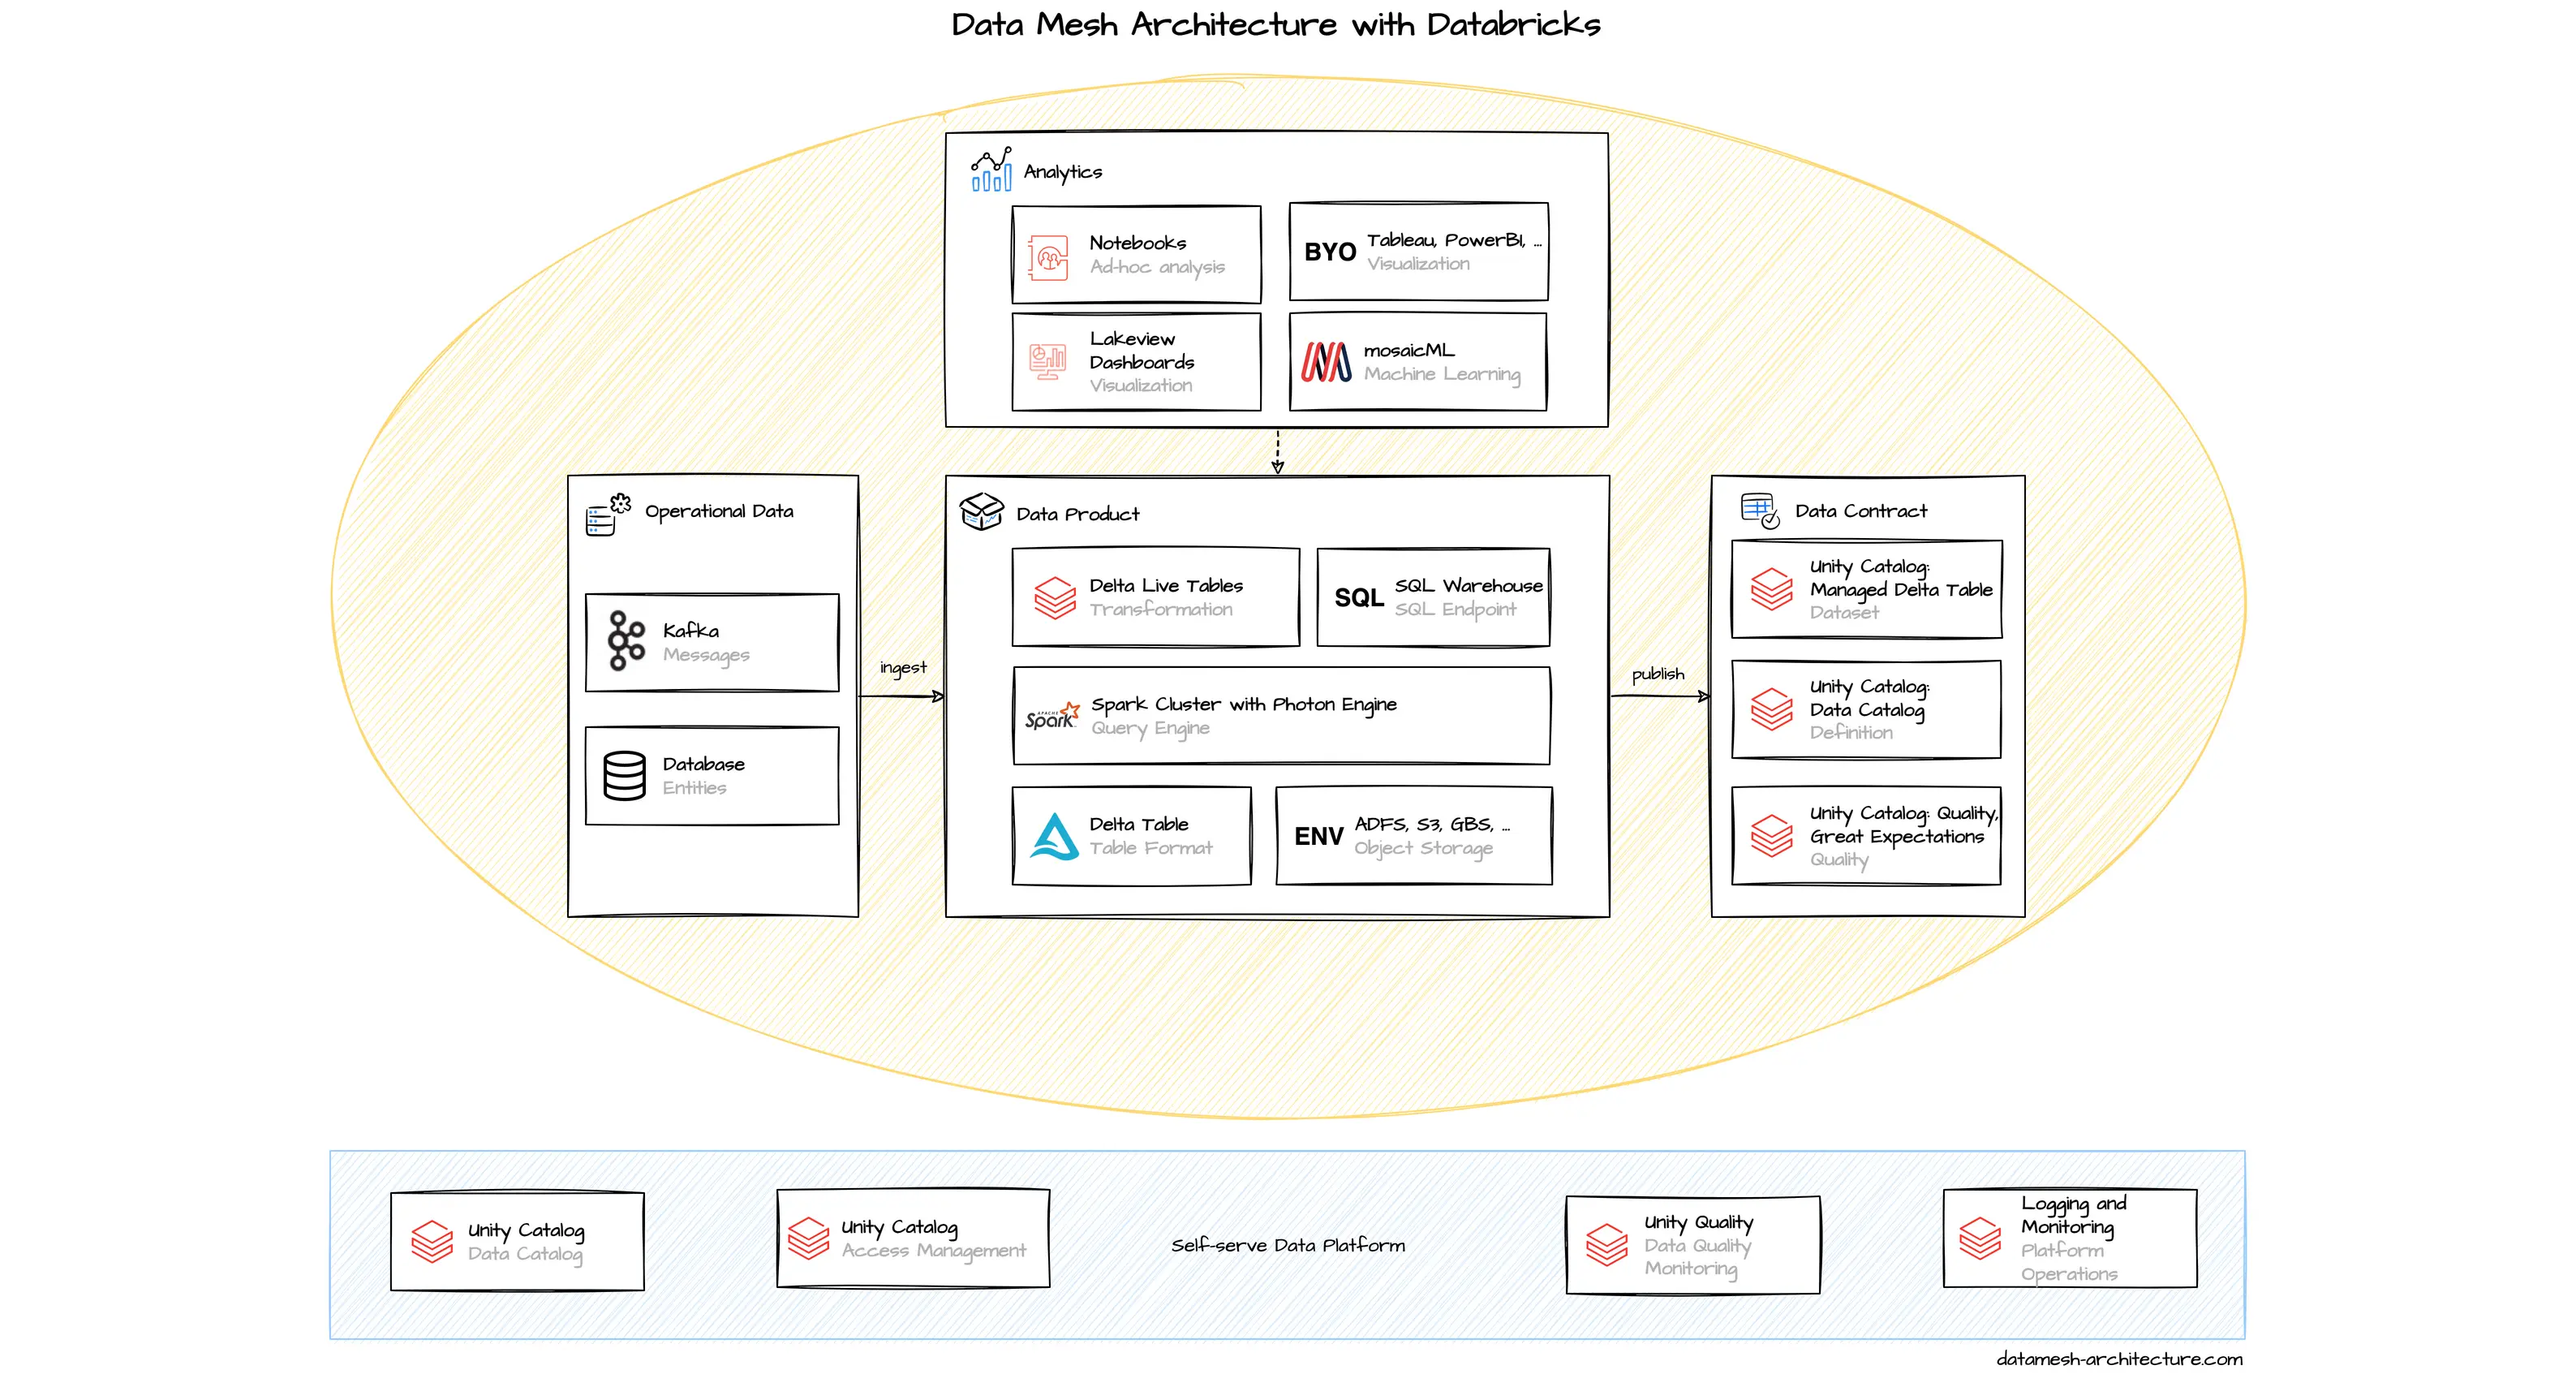 Data Mesh Architecture with Databricks
Analytics
Notebooks
Ad-hoc analysis
BYO
Tableau, PowerBI, ...
Visualization
Lakeview
Dashboards
Visualization
mosaicML
Machine Learning
Operational Data
Kafka
Messages
Database
Entities
ingest
Data Product
Delta Live Tables
Transformation
SQL
SQL Warehouse
SQL Endpoint
APACHE
Spark
Spark Cluster with Photon Engine
Query Engine
Delta Table
Table Format
ENV
ADFS, S3, GBS, ...
Object Storage
publish
Data Contract
Unity Catalog:
Managed Delta Table
Dataset
Unity Catalog:
Data Catalog
Definition
Unity Catalog: Quality,
Great Expectations
Quality
Unity Catalog
Data Catalog
Unity Catalog
Access Management
Self-serve Data Platform
Unity Quality
Data Quality
Monitoring
Logging and
Monitoring
Platform
Operations
datamesh-architecture.com